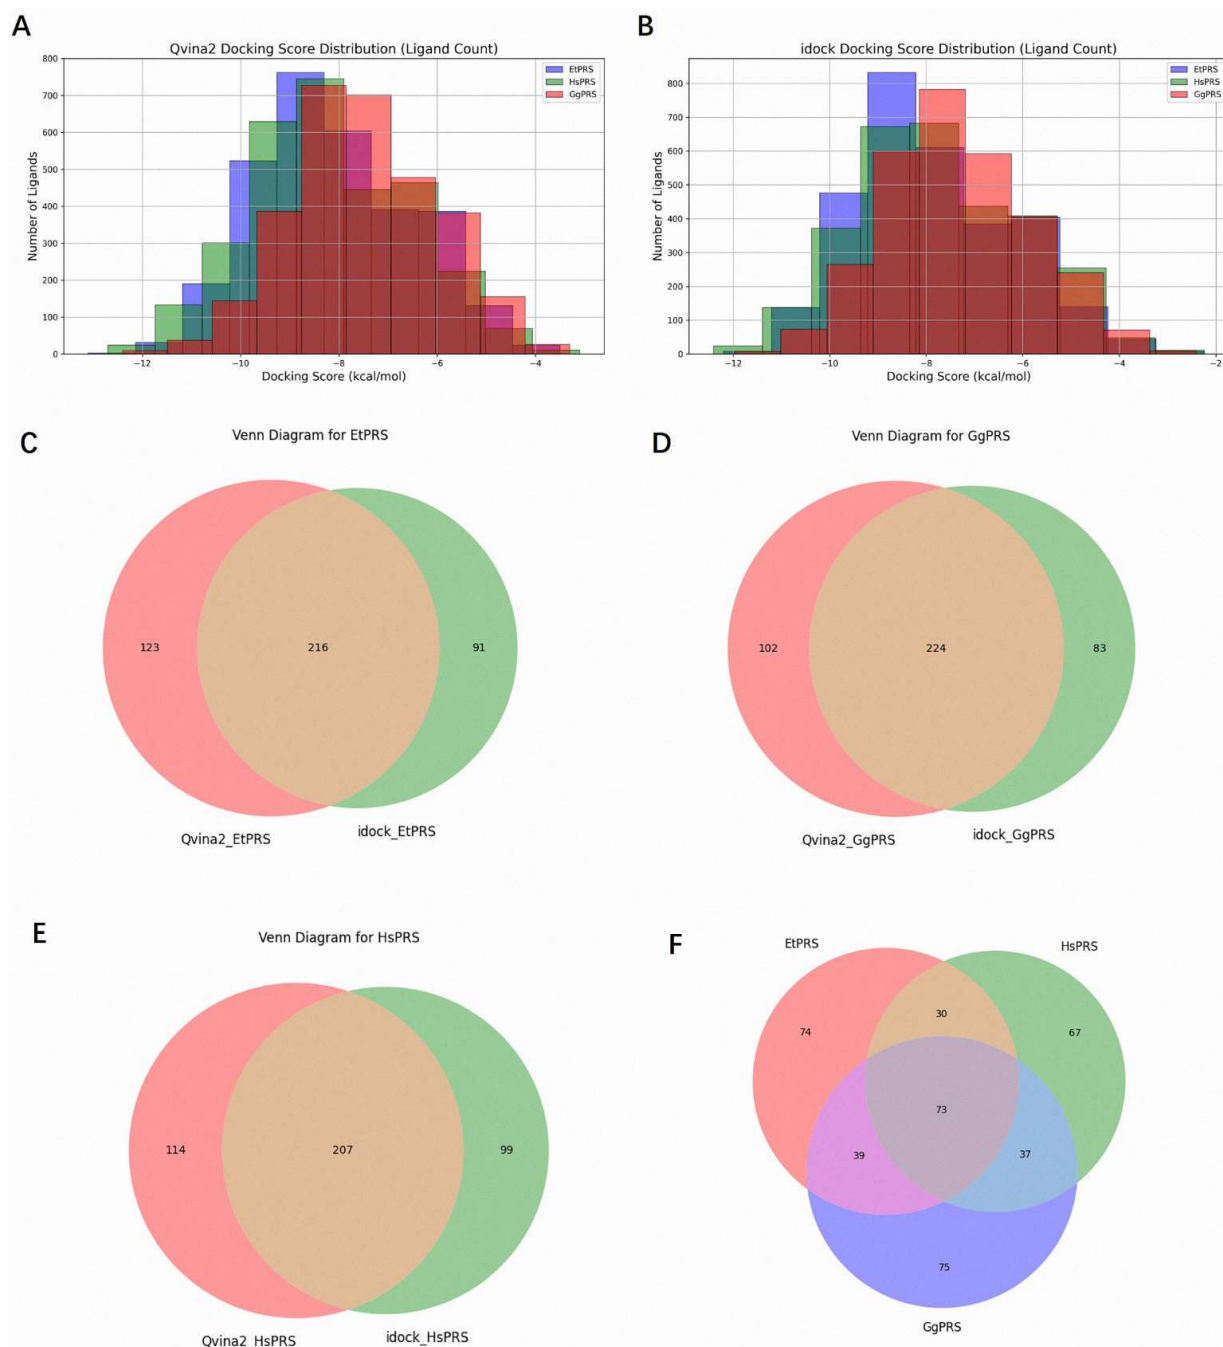 A
Qvina2 Docking Score Distribution (Ligand Count)
EtPRS
HsPRS
GgPRS
Number of Ligands
800
700
600
500
400
300
200
100
0
−12
−10
−8
−6
−4
Docking Score (kcal/mol)
B
idock Docking Score Distribution (Ligand Count)
EtPRS
HsPRS
GgPRS
Number of Ligands
800
700
600
500
400
300
200
100
0
−12
−10
−8
−6
−4
−2
Docking Score (kcal/mol)
C
Venn Diagram for EtPRS
123
216
91
Qvina2_EtPRS
idock_EtPRS
D
Venn Diagram for GgPRS
102
224
83
Qvina2_GgPRS
idock_GgPRS
E
Venn Diagram for HsPRS
114
207
99
Qvina2_HsPRS
idock_HsPRS
F
EtPRS
HsPRS
30
74
67
73
39
37
75
GgPRS